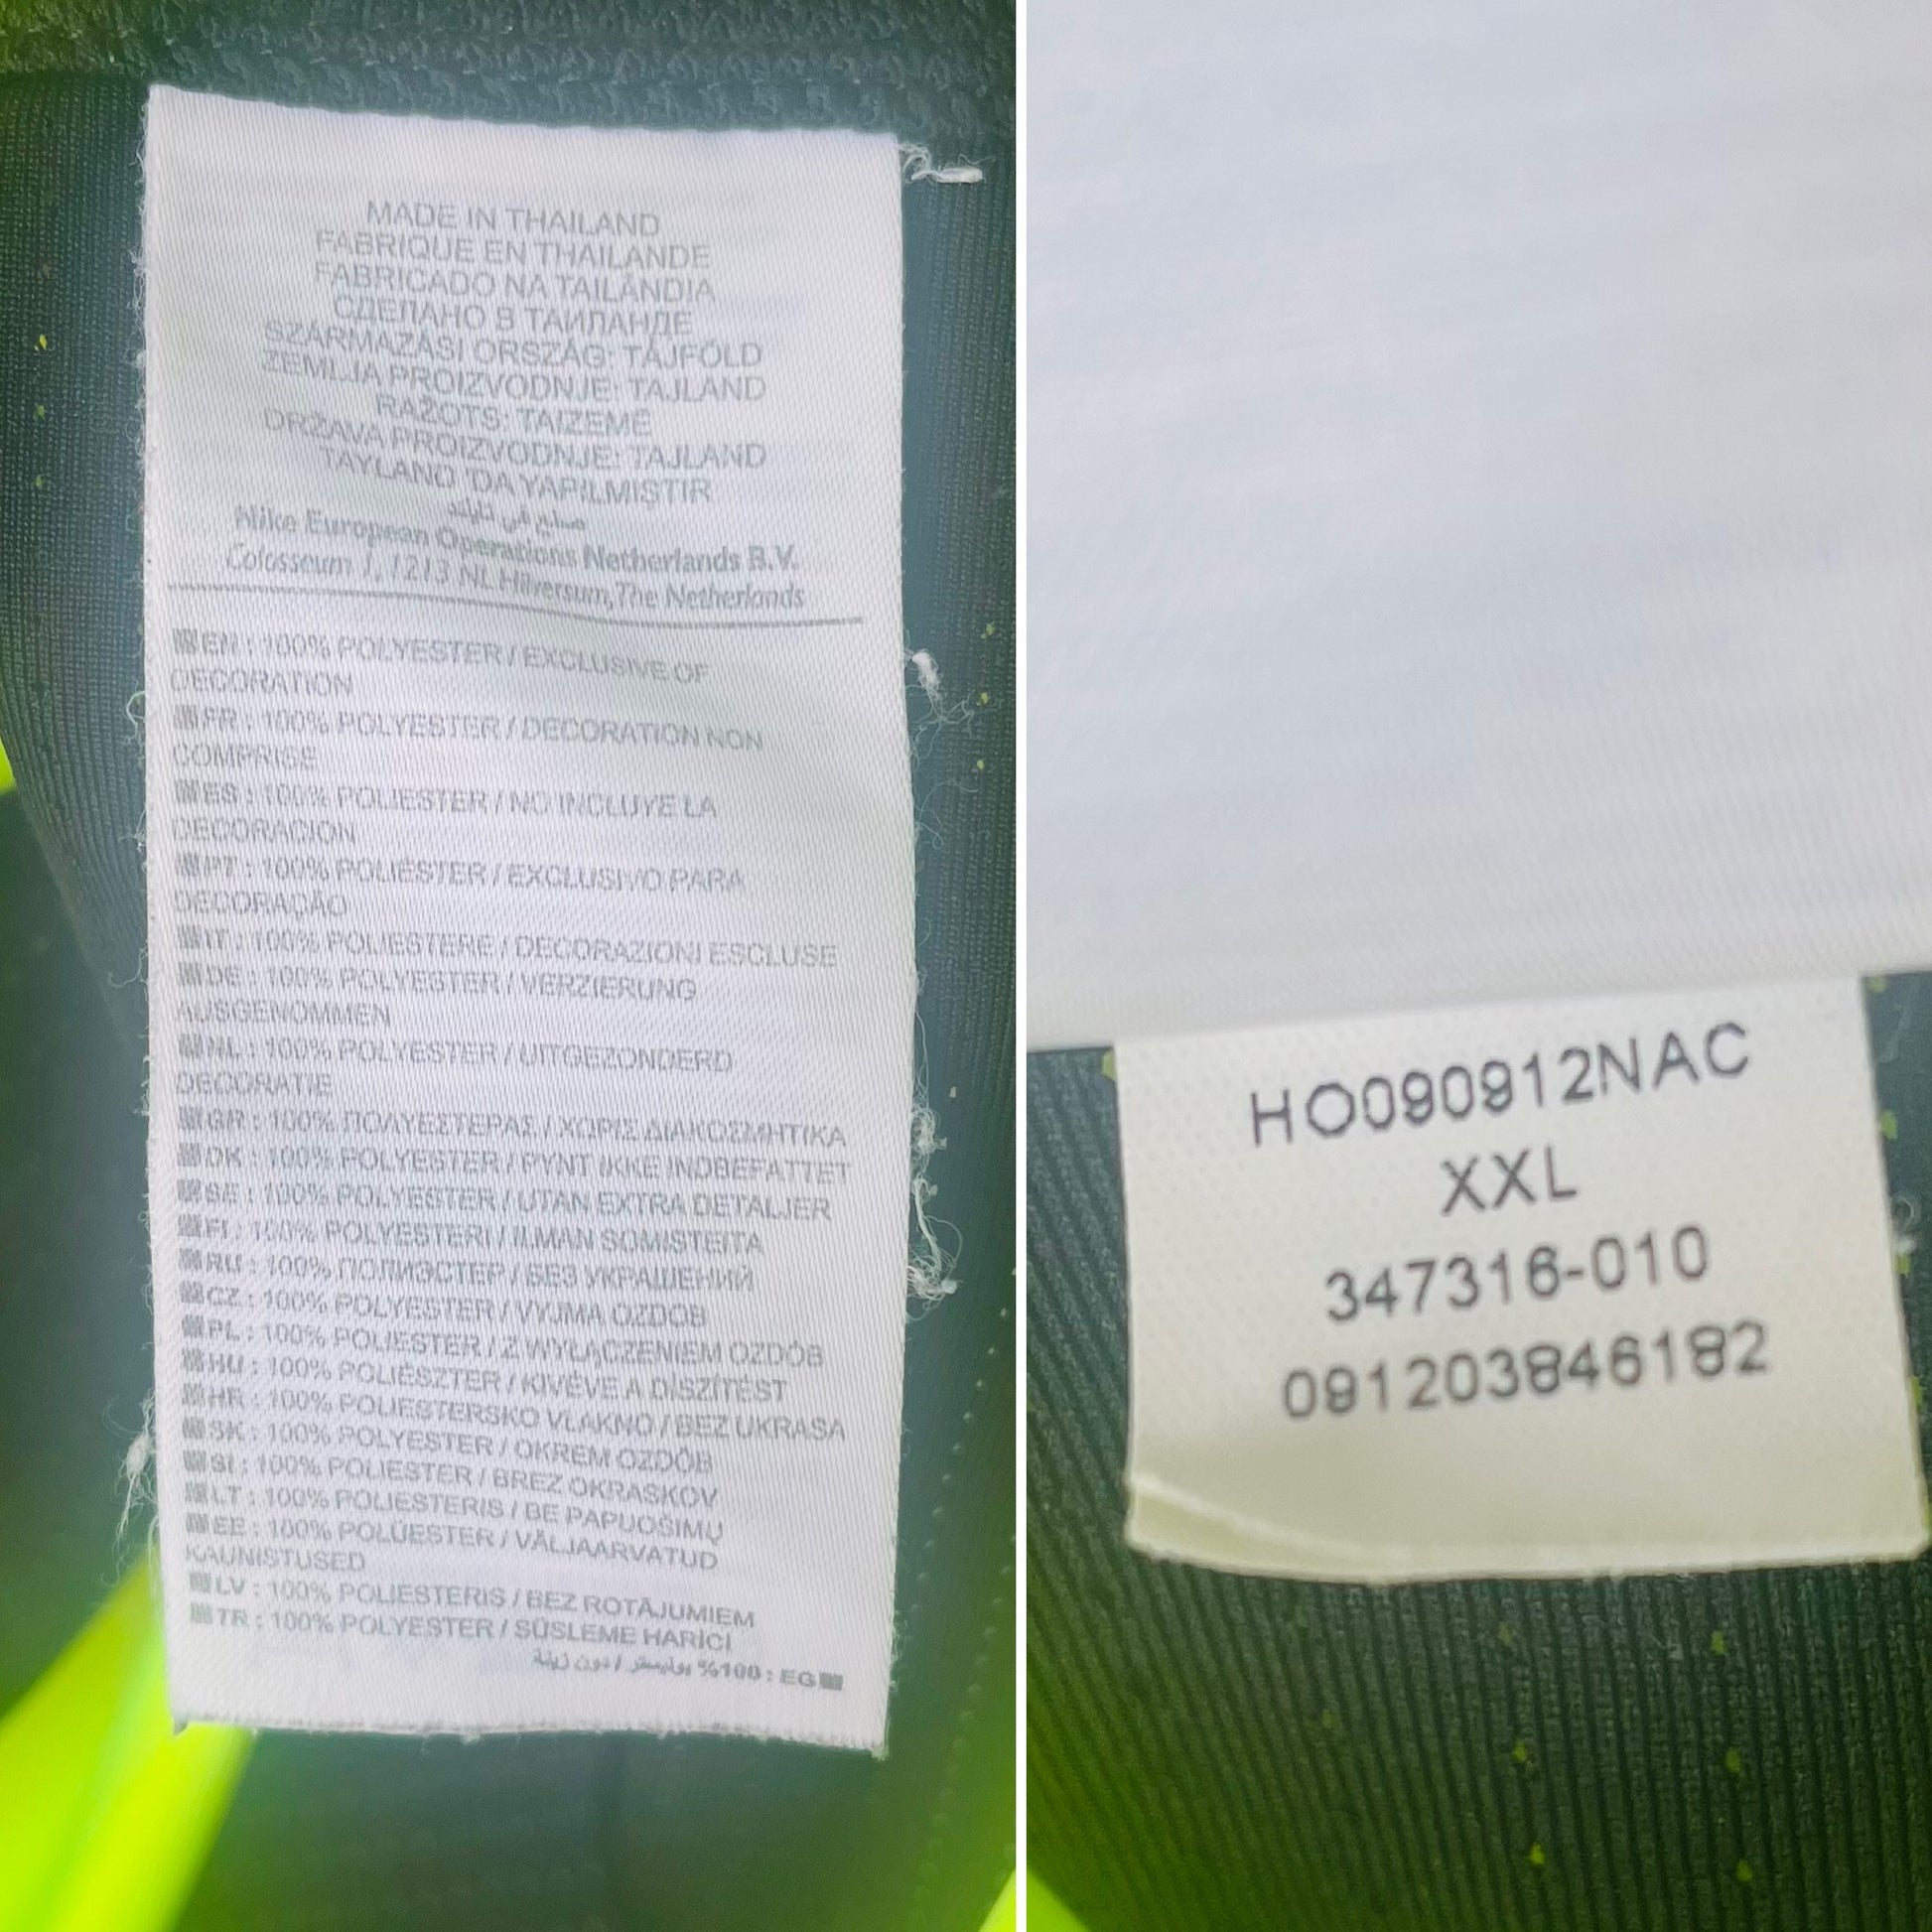 MADE IN THAILAND
FABRIQUE EN THAILANDE
FABRICADO NA TAILÂNDIA
СДЕЛАНО В ТАИЛАНДЕ
SZÁRMAZÁSI ORSZÁG: TÁJFÖLD
ZEMLJA PROIZVODNJE: TAJLAND
RAŽOTS: TAIZEMĒ
DRŽAVA PROIZVODNJE: TAJLAND
TAYLAND 'DA YAPILMIŞTIR
صنع في تايلند
Nike European Operations Netherlands B.V.
Colosseum 1, 1213 NL Hilversum,The Netherlands
EN : 100% POLYESTER / EXCLUSIVE OF
DECORATION
FR : 100% POLYESTER / DECORATION NON
COMPRISE
ES : 100% POLIESTER / NO INCLUYE LA
DECORACION
PT : 100% POLIÉSTER / EXCLUSIVO PARA
DECORAÇÃO
IT : 100% POLIESTERE / DECORAZIONI ESCLUSE
DE : 100% POLYESTER / VERZIERUNG
AUSGENOMMEN
NL : 100% POLYESTER / UITGEZONDERD
DECORATIE
GR : 100% ΠΟΛΥΕΣΤΕΡΑΣ / ΧΩΡΙΣ ΔΙΑΚΟΣΜΗΤΙΚΑ
DK : 100% POLYESTER / PYNT IKKE INDBEFATTET
SE : 100% POLYESTER / UTAN EXTRA DETALJER
FI : 100% POLYESTERI / ILMAN SOMISTEITA
RU : 100% ПОЛИЭСТЕР / БЕЗ УКРАШЕНИЙ
CZ : 100% POLYESTER / VYJMA OZDOB
PL : 100% POLIESTER / Z WYŁĄCZENIEM OZDÓB
HU : 100% POLIÉSZTER / KIVÉVE A DÍSZÍTÉST
HR : 100% POLIESTERSKO VLAKNO / BEZ UKRASA
SK : 100% POLYESTER / OKREM OZDÔB
SI : 100% POLIESTER / BREZ OKRASKOV
LT : 100% POLIESTERIS / BE PAPUOŠIMŲ
EE : 100% POLÜESTER / VÄLJAARVATUD
KAUNISTUSED
LV : 100% POLIESTERIS / BEZ ROTĀJUMIEM
TR : 100% POLYESTER / SÜSLEME HARİCİ
EG : 100% بوليستر / دون زينة
HO090912NAC
XXL
347316-010
091203846182